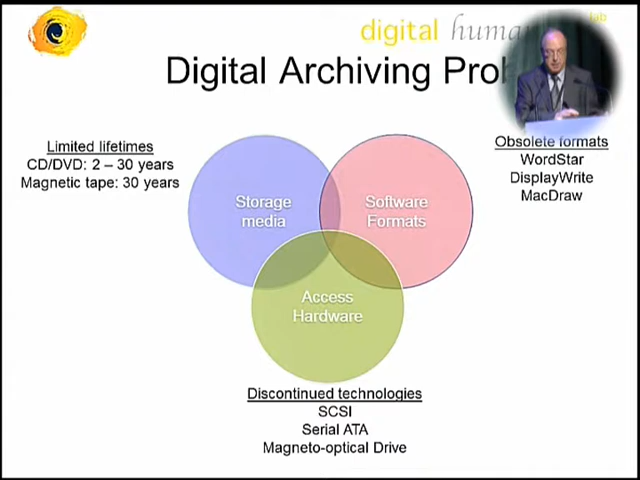 digital
lab
Digital Archiving
Limited lifetimes
CD/DVD: 2 – 30 years
Magnetic tape: 30 years
Obsolete formats
WordStar
DisplayWrite
MacDraw
Storage
media
Software
Formats
Access
Hardware
Discontinued technologies
SCSI
Serial ATA
Magneto-optical Drive